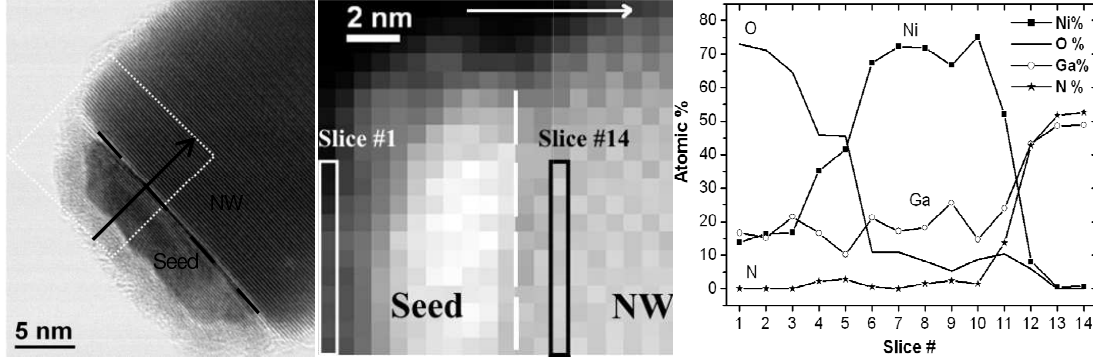 NW
Seed
5 nm
2 nm
Slice #1
Slice #14
Seed
NW
Atomic %
85
80
70
60
50
40
30
20
10
0
O
Ni
Ga
N
Ni%
O %
Ga%
N %
1 2 3 4 5 6 7 8 9 10 11 12 13 14
Slice #